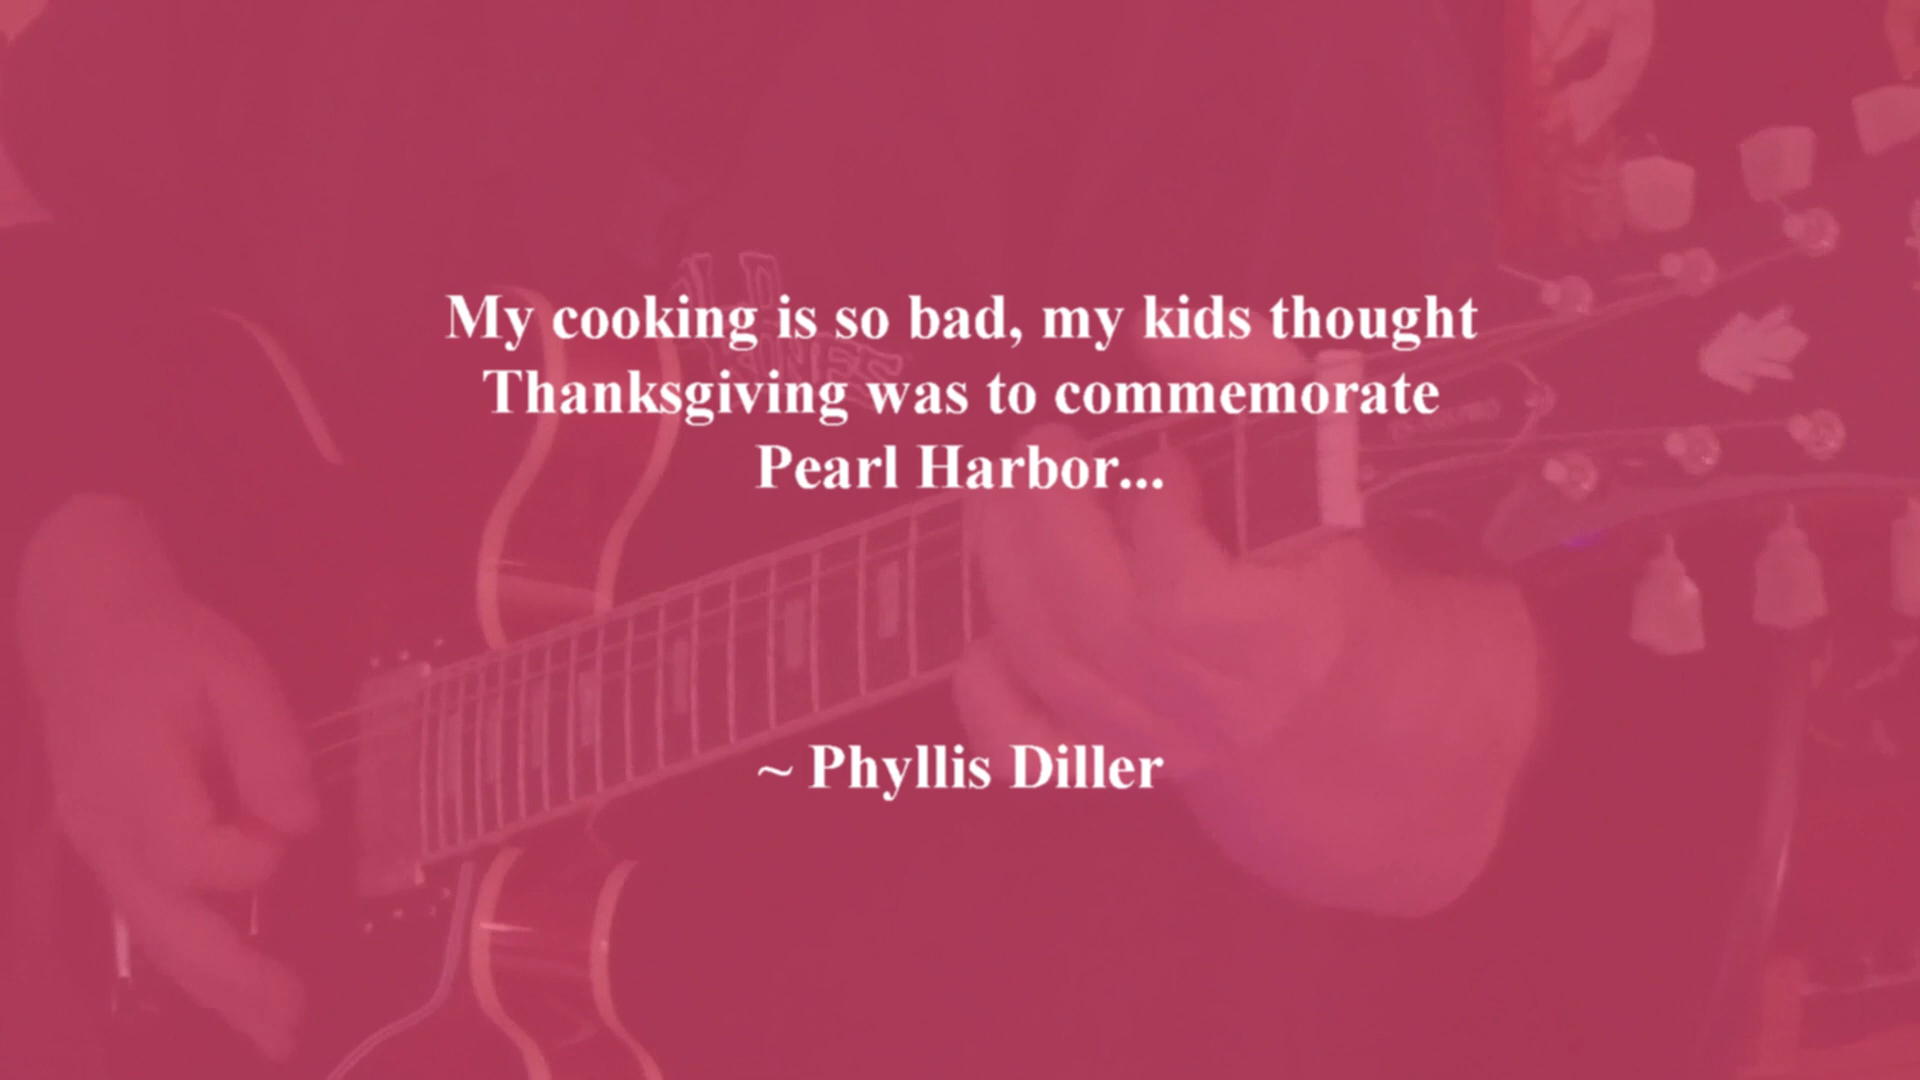 My cooking is so bad, my kids thought
Thanksgiving was to commemorate
Pearl Harbor...
~ Phyllis Diller